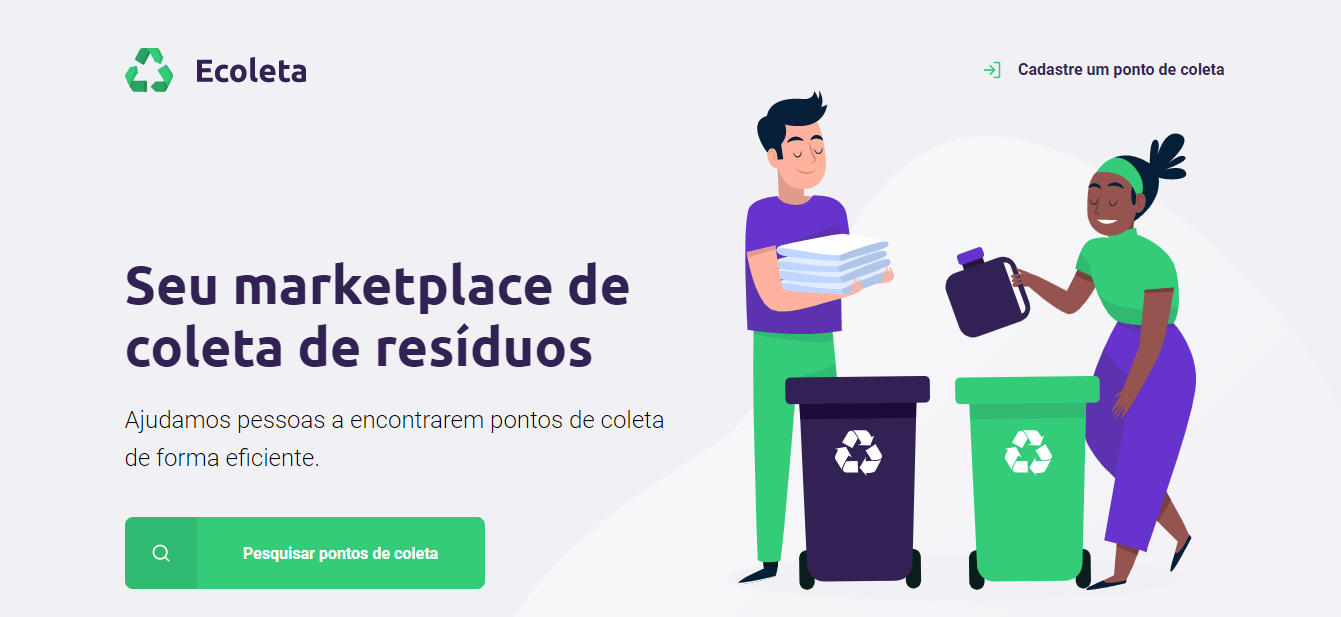 Ecoleta
Cadastre um ponto de coleta
Seu marketplace de
coleta de resíduos
Ajudamos pessoas a encontrarem pontos de coleta
de forma eficiente.
Pesquisar pontos de coleta